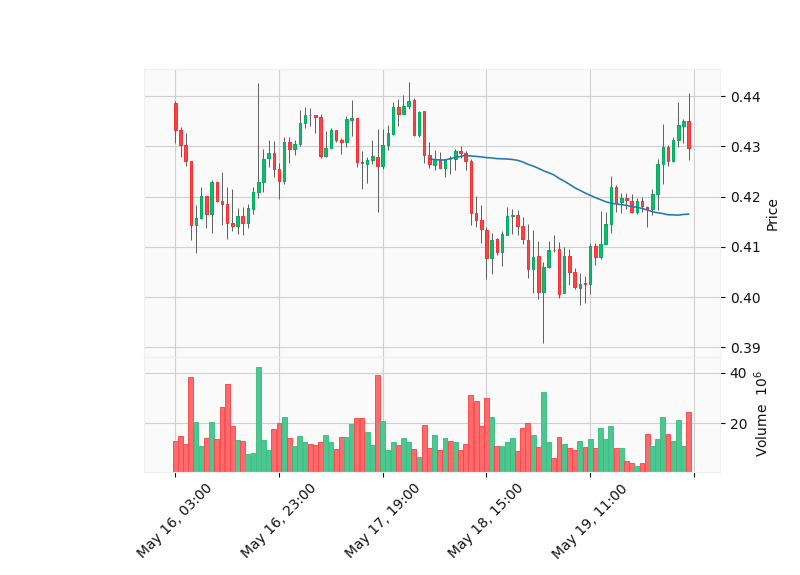 0.44
0.43
0.42
0.41
0.40
0.39
Price
40
20
Volume 10^6
May 16, 03:00
May 16, 23:00
May 17, 19:00
May 18, 15:00
May 19, 11:00